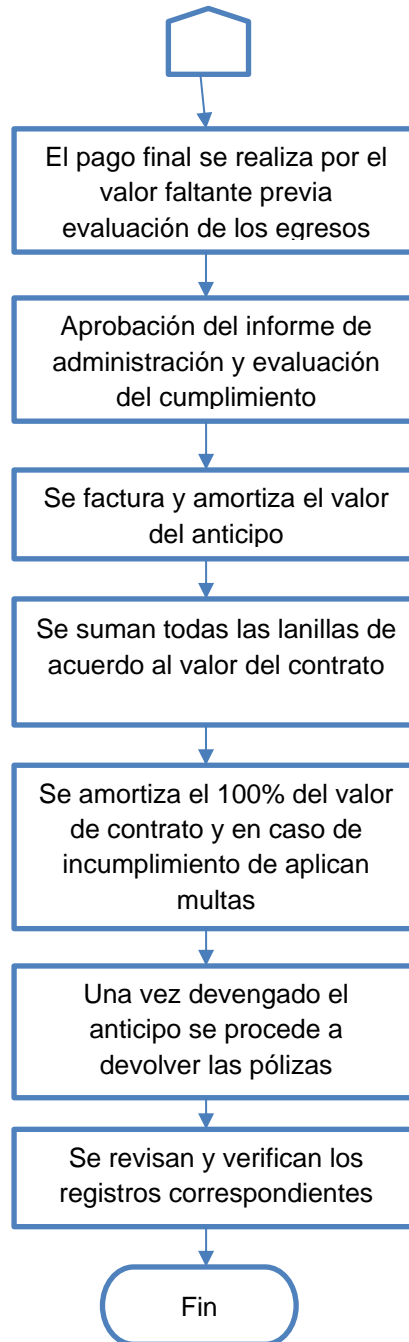 El pago final se realiza por el
valor faltante previa
evaluación de los egresos
Aprobación del informe de
administración y evaluación
del cumplimiento
Se factura y amortiza el valor
del anticipo
Se suman todas las lanillas de
acuerdo al valor del contrato
Se amortiza el 100% del valor
de contrato y en caso de
incumplimiento de aplican
multas
Una vez devengado el
anticipo se procede a
devolver las pólizas
Se revisan y verifican los
registros correspondientes
Fin